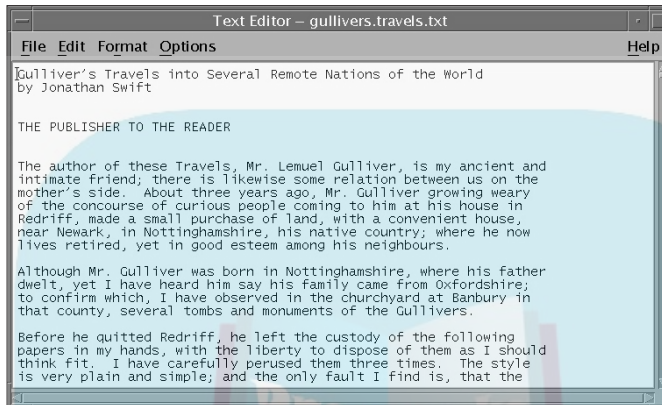 Text Editor – gullivers.travels.txt
File Edit Format Options Help
Gulliver's Travels into Several Remote Nations of the World
by Jonathan Swift
THE PUBLISHER TO THE READER
The author of these Travels, Mr. Lemuel Gulliver, is my ancient and
intimate friend; there is likewise some relation between us on the
mother's side.  About three years ago, Mr. Gulliver growing weary
of the concourse of curious people coming to him at his house in
Redriff, made a small purchase of land, with a convenient house,
near Newark, in Nottinghamshire, his native country; where he now
lives retired, yet in good esteem among his neighbours.
Although Mr. Gulliver was born in Nottinghamshire, where his father
dwelt, yet I have heard him say his family came from Oxfordshire;
to confirm which, I have observed in the churchyard at Banbury in
that county, several tombs and monuments of the Gullivers.
Before he quitted Redriff, he left the custody of the following
papers in my hands, with the liberty to dispose of them as I should
think fit.  I have carefully perused them three times.  The style
is very plain and simple; and the only fault I find is, that the